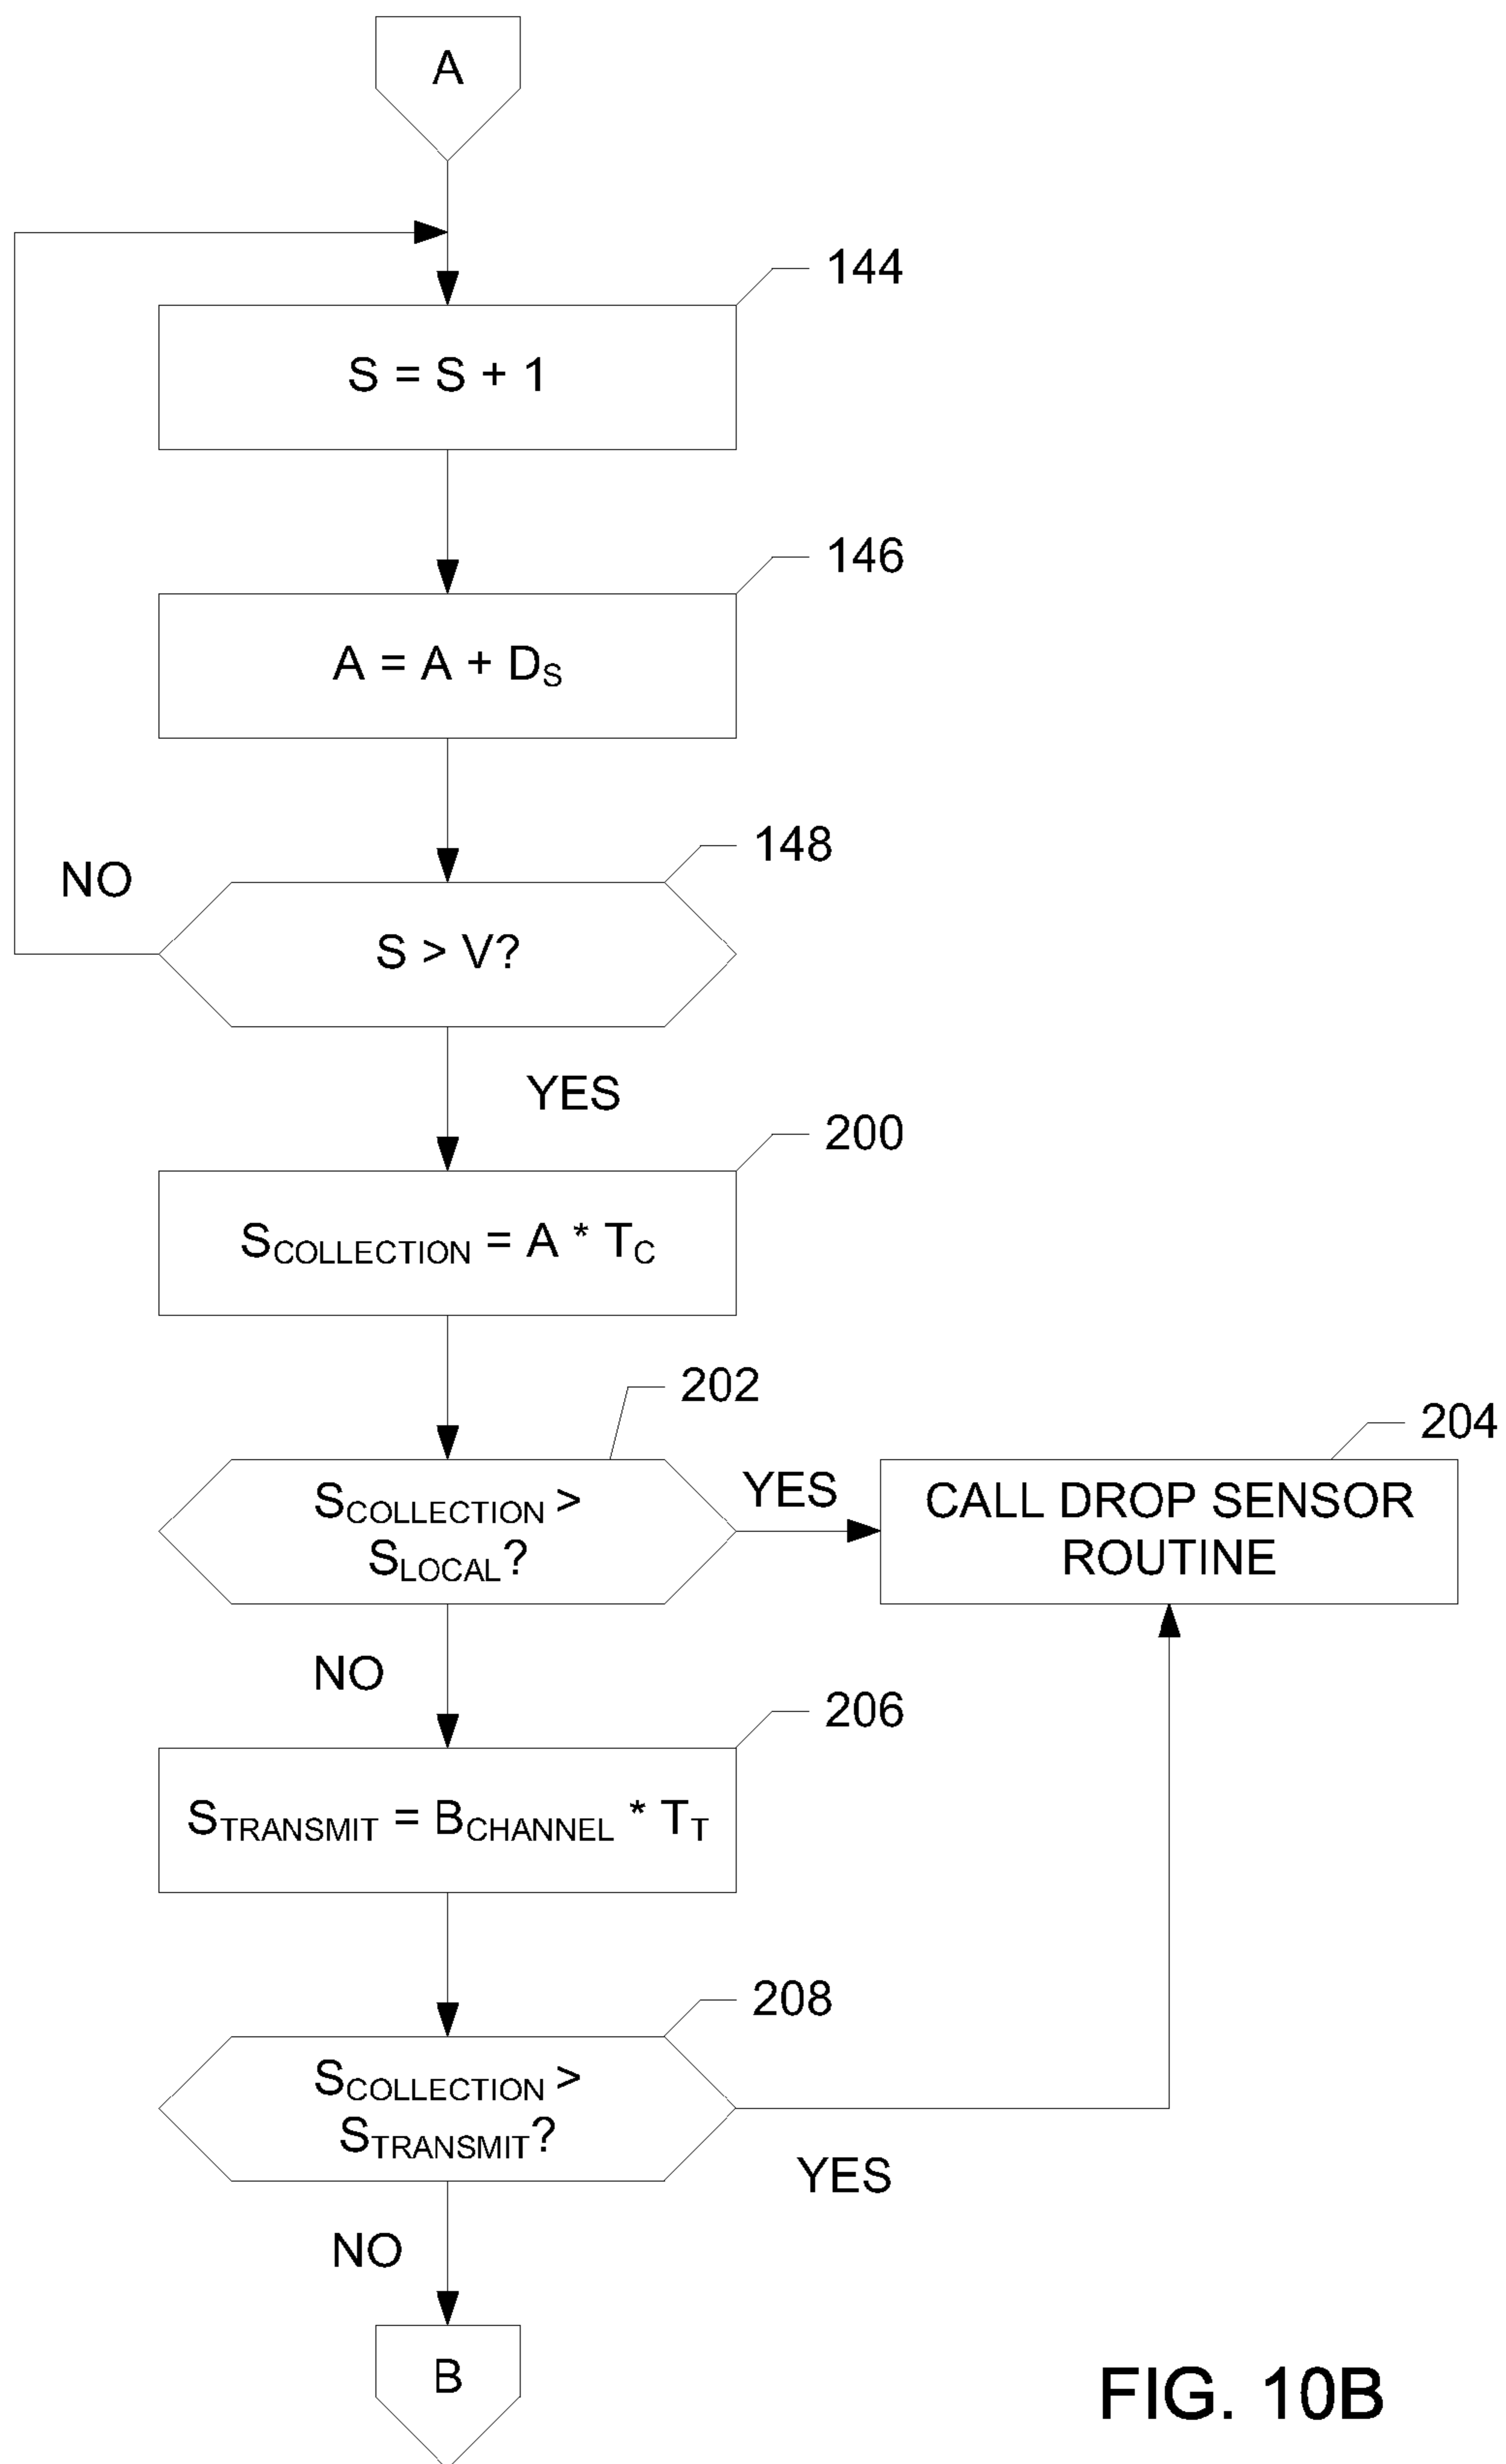 A
144
S = S + 1
146
A = A + DS
148
NO
S > V?
YES
200
SCOLLECTION = A * TC
202
204
SCOLLECTION >
SLOCAL?
YES
CALL DROP SENSOR
ROUTINE
NO
206
STRANSMIT = BCHANNEL * TT
208
SCOLLECTION >
STRANSMIT?
YES
NO
B
FIG. 10B